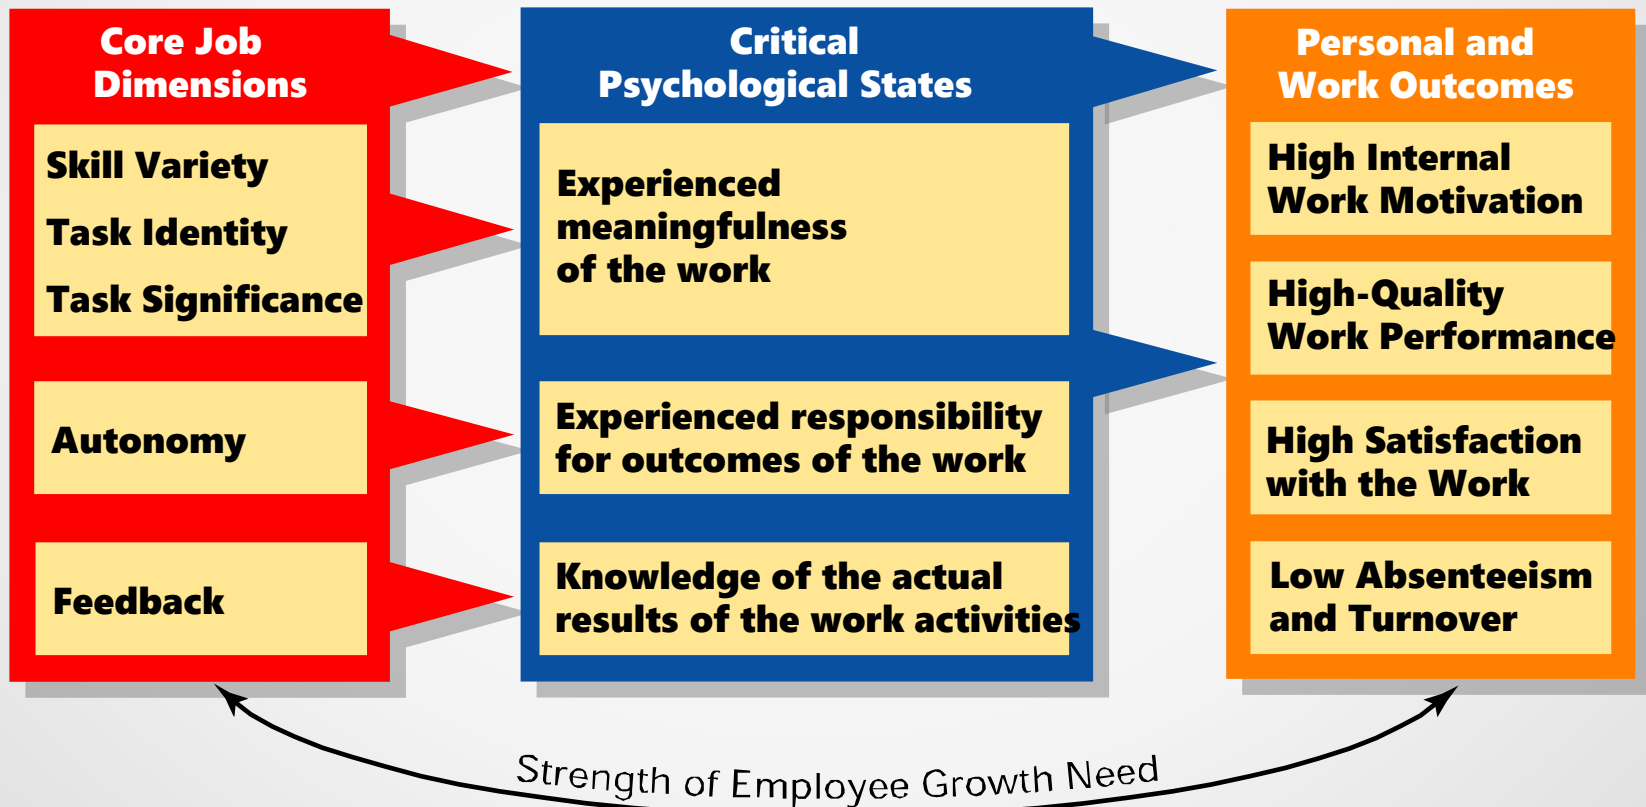 Core Job
Dimensions
Skill Variety
Task Identity
Task Significance
Autonomy
Feedback
Critical
Psychological States
Experienced
meaningfulness
of the work
Experienced responsibility
for outcomes of the work
Knowledge of the actual
results of the work activities
Personal and
Work Outcomes
High Internal
Work Motivation
High-Quality
Work Performance
High Satisfaction
with the Work
Low Absenteeism
and Turnover
Strength of Employee Growth Need